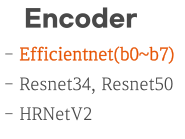 Encoder
- Efficientnet(b0~b7)
- Resnet34, Resnet50
- HRNetV2